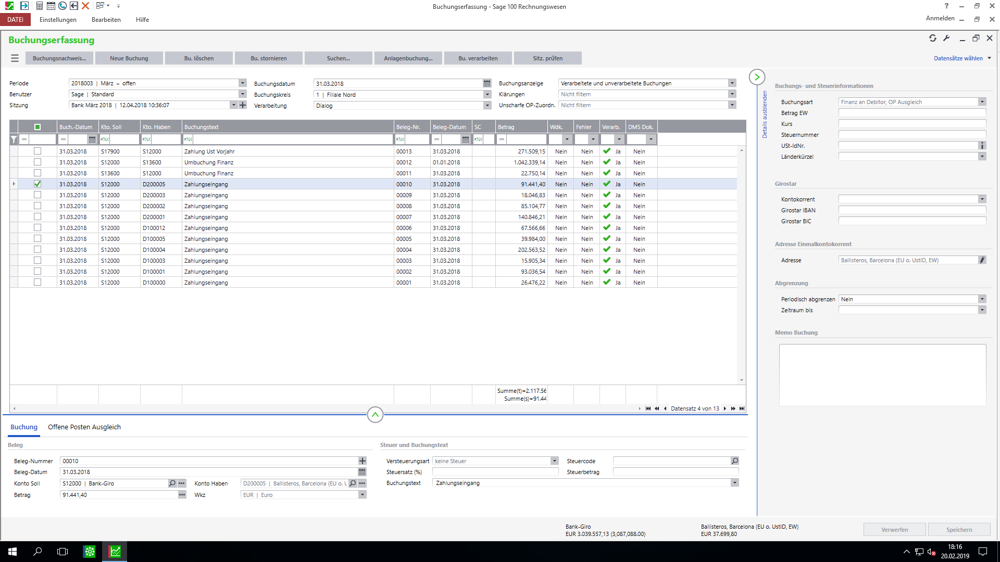 Buchungserfassung - Sage 100 Rechnungswesen
DATEI Einstellungen Bearbeiten Hilfe Anmelden
Buchungserfassung
Buchungsnachweis... Neue Buchung Bu. löschen Bu. stornieren Suchen... Anlagenbuchung... Bu. verarbeiten Sitz. prüfen Datensätze wählen
Periode 2018003 | März – offen Buchungsdatum 31.03.2018 Buchungsanzeige Verarbeitete und unverarbeitete Buchungen
Benutzer Sage | Standard Buchungskreis 1 | Filiale Nord Klärungen Nicht filtern
Sitzung Bank März 2018 | 12.04.2018 10:36:07 Verarbeitung Dialog Unscharfe OP-Zuordn. Nicht filtern
Buch.-Datum Kto. Soll Kto. Haben Buchungstext Beleg-Nr. Beleg-Datum SC Betrag Wdk. Fehler Verarb. DMS Dok.
31.03.2018 S17900 S12000 Zahlung Ust Vorjahr 00013 31.03.2018 271.509,15 Nein Nein Ja Nein
31.03.2018 S12000 S13600 Umbuchung Finanz 00012 01.01.2018 1.042.339,14 Nein Nein Ja Nein
31.03.2018 S13600 S12000 Umbuchung Finanz 00011 31.03.2018 22.750,14 Nein Nein Ja Nein
31.03.2018 S12000 D200005 Zahlungseingang 00010 31.03.2018 91.441,40 Nein Nein Ja Nein
31.03.2018 S12000 D200003 Zahlungseingang 00009 31.03.2018 18.046,83 Nein Nein Ja Nein
31.03.2018 S12000 D200002 Zahlungseingang 00008 31.03.2018 85.104,77 Nein Nein Ja Nein
31.03.2018 S12000 D200001 Zahlungseingang 00007 31.03.2018 140.846,21 Nein Nein Ja Nein
31.03.2018 S12000 D100012 Zahlungseingang 00006 31.03.2018 67.566,66 Nein Nein Ja Nein
31.03.2018 S12000 D100005 Zahlungseingang 00005 31.03.2018 39.984,00 Nein Nein Ja Nein
31.03.2018 S12000 D100004 Zahlungseingang 00004 31.03.2018 202.563,52 Nein Nein Ja Nein
31.03.2018 S12000 D100003 Zahlungseingang 00003 31.03.2018 15.905,34 Nein Nein Ja Nein
31.03.2018 S12000 D100001 Zahlungseingang 00002 31.03.2018 93.036,54 Nein Nein Ja Nein
31.03.2018 S12000 D100000 Zahlungseingang 00001 31.03.2018 26.476,22 Nein Nein Ja Nein
Summe(t)=2.117.56
Summe(s)=91.44
Datensatz 4 von 13
Details ausblenden
Buchungs- und Steuerinformationen
Buchungsart Finanz an Debitor, OP Ausgleich
Betrag EW
Kurs
Steuernummer
USt-IdNr.
Länderkürzel
Girostar
Kontokorrent
Girostar IBAN
Girostar BIC
Adresse Einmalkontokorrent
Adresse Ballisteros, Barcelona (EU o. UstID, EW)
Abgrenzung
Periodisch abgrenzen Nein
Zeitraum bis
Memo Buchung
Buchung Offene Posten Ausgleich
Beleg Steuer und Buchungstext
Beleg-Nummer 00010 Versteuerungsart keine Steuer Steuercode
Beleg-Datum 31.03.2018 Steuersatz (%) Steuerbetrag
Konto Soll S12000 | Bank-Giro Konto Haben D200005 | Ballisteros, Barcelona (EU o. U Buchungstext Zahlungseingang
Betrag 91.441,40 Wkz EUR | Euro
Bank-Giro Ballisteros, Barcelona (EU o. UstID, EW)
EUR 3.039.557,13 (3,087,088.00) EUR 37.699,80
Verwerfen Speichern
18:16
20.02.2019